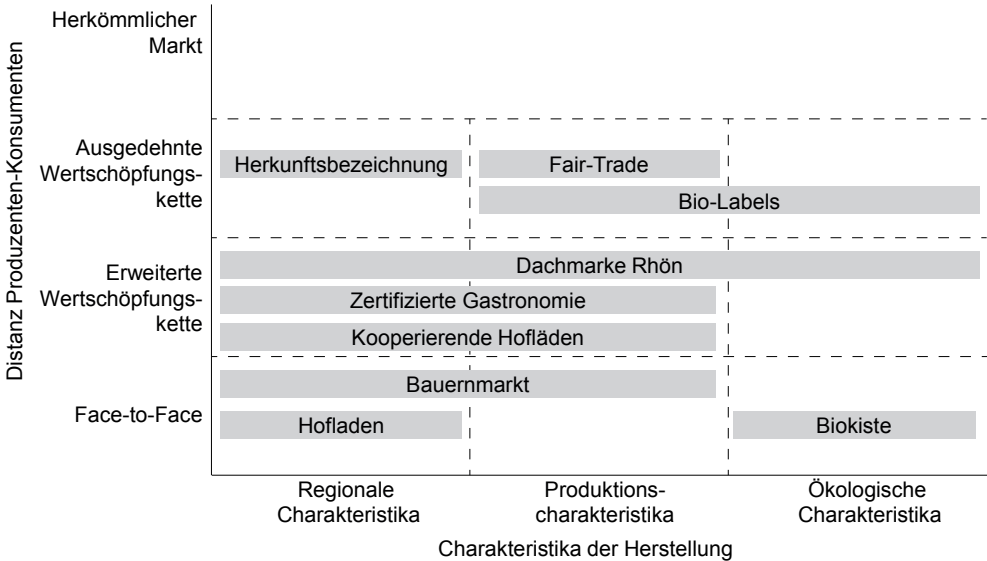 Distanz Produzenten-Konsumenten
Herkömmlicher
Markt
Ausgedehnte
Wertschöpfungs-
kette
Herkunftsbezeichnung
Fair-Trade
Bio-Labels
Erweiterte
Wertschöpfungs-
kette
Dachmarke Rhön
Zertifizierte Gastronomie
Kooperierende Hofläden
Face-to-Face
Bauernmarkt
Hofladen
Biokiste
Regionale
Charakteristika
Produktions-
charakteristika
Ökologische
Charakteristika
Charakteristika der Herstellung